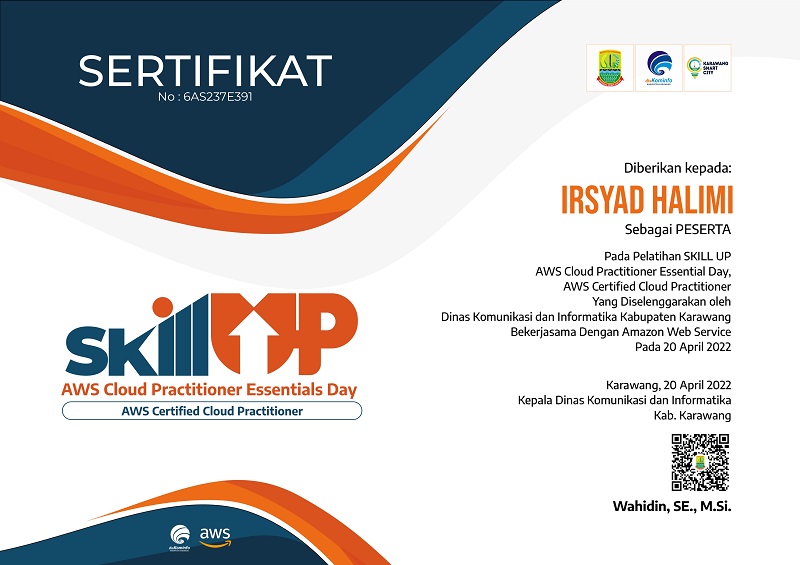 SERTIFIKAT
No : 6AS237E391
diskominfo
KARAWANG
SMART
CITY
Diberikan kepada:
IRSYAD HALIMI
Sebagai PESERTA
Pada Pelatihan SKILL UP
AWS Cloud Practitioner Essential Day,
AWS Certified Cloud Practitioner
Yang Diselenggarakan oleh
Dinas Komunikasi dan Informatika Kabupaten Karawang
Bekerjasama Dengan Amazon Web Service
Pada 20 April 2022
SkillUP
AWS Cloud Practitioner Essentials Day
AWS Certified Cloud Practitioner
Karawang, 20 April 2022
Kepala Dinas Komunikasi dan Informatika
Kab. Karawang
Wahidin, SE., M.Si.
diskominfo
aws